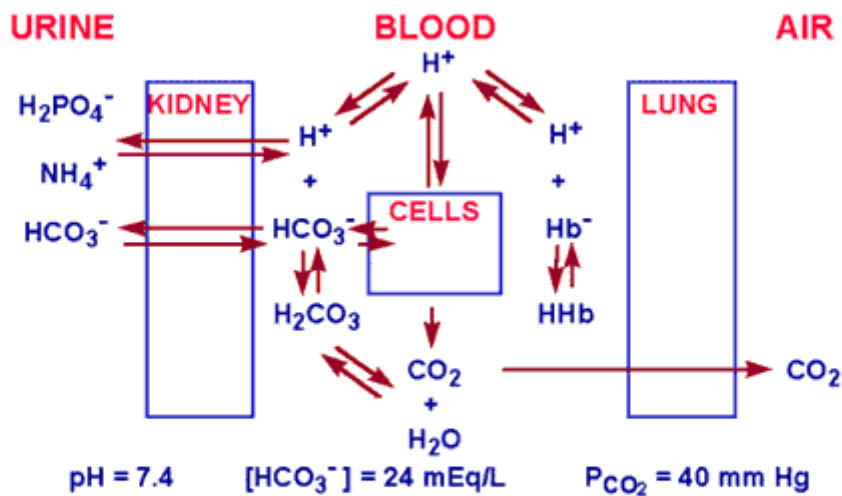 URINE BLOOD AIR
H⁺
H₂PO₄⁻ KIDNEY LUNG
H⁺ H⁺
NH₄⁺ + +
CELLS
HCO₃⁻ HCO₃⁻ Hb⁻
H₂CO₃ HHb
CO₂ CO₂
+
H₂O
pH = 7.4 [HCO₃⁻] = 24 mEq/L P_CO₂ = 40 mm Hg